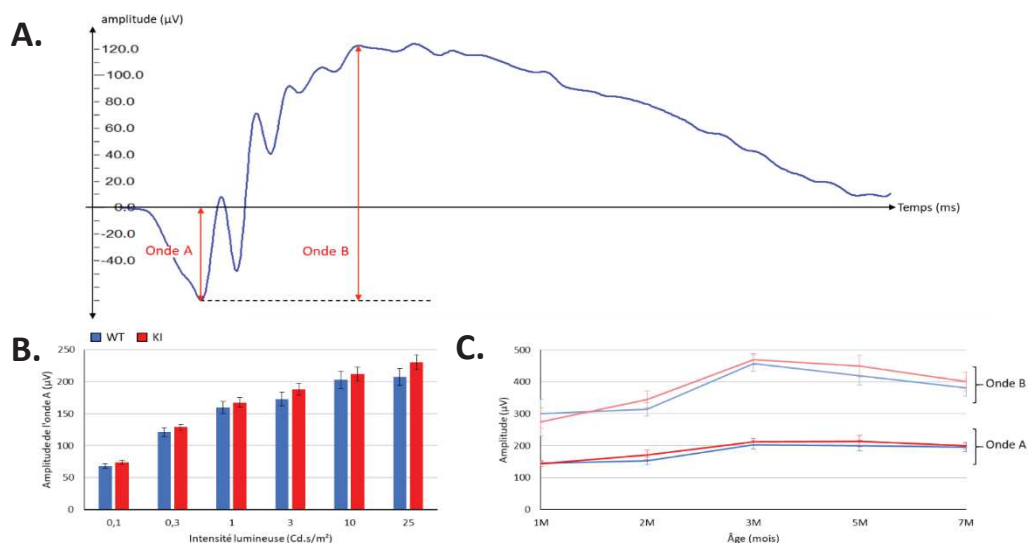 A.
amplitude (µV)
120.0
100.0
80.0
60.0
40.0
20.0
0.0
-20.0
-40.0
Temps (ms)
Onde A
Onde B
B.
WT
KI
Amplitude de l'onde A (µV)
250
200
150
100
50
0
0,1
0,3
1
3
10
25
Intensité lumineuse (Cd.s/m²)
C.
Amplitude (µV)
500
400
300
200
100
0
1M
2M
3M
5M
7M
Âge (mois)
Onde B
Onde A